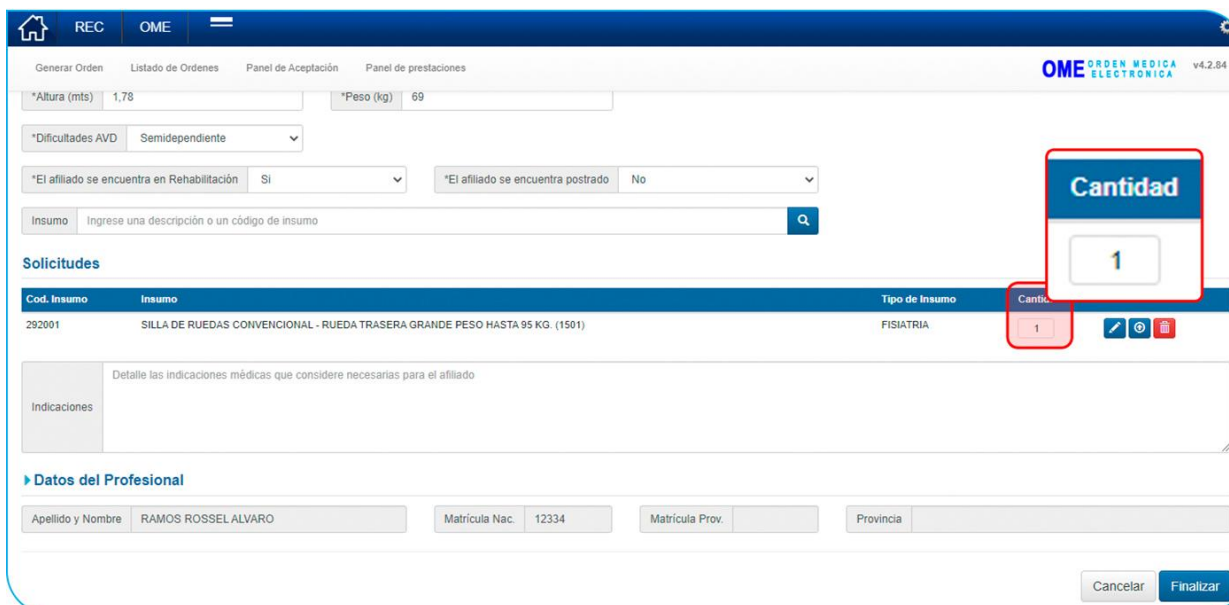 REC OME
Generar Orden Listado de Ordenes Panel de Aceptación Panel de prestaciones OME ORDEN MEDICA ELECTRONICA v4.2.84
*Altura (mts) 1,78 *Peso (kg) 69
*Dificultades AVD Semidependiente
*El afiliado se encuentra en Rehabilitación Si *El afiliado se encuentra postrado No
Cantidad
1
Insumo Ingrese una descripción o un código de insumo
Solicitudes
Cod. Insumo Insumo Tipo de Insumo
292001 SILLA DE RUEDAS CONVENCIONAL - RUEDA TRASERA GRANDE PESO HASTA 95 KG. (1501) FISIATRIA 1
Indicaciones Detalle las indicaciones médicas que considere necesarias para el afiliado
Datos del Profesional
Apellido y Nombre RAMOS ROSSEL ALVARO Matrícula Nac. 12334 Matrícula Prov. Provincia
Cancelar Finalizar